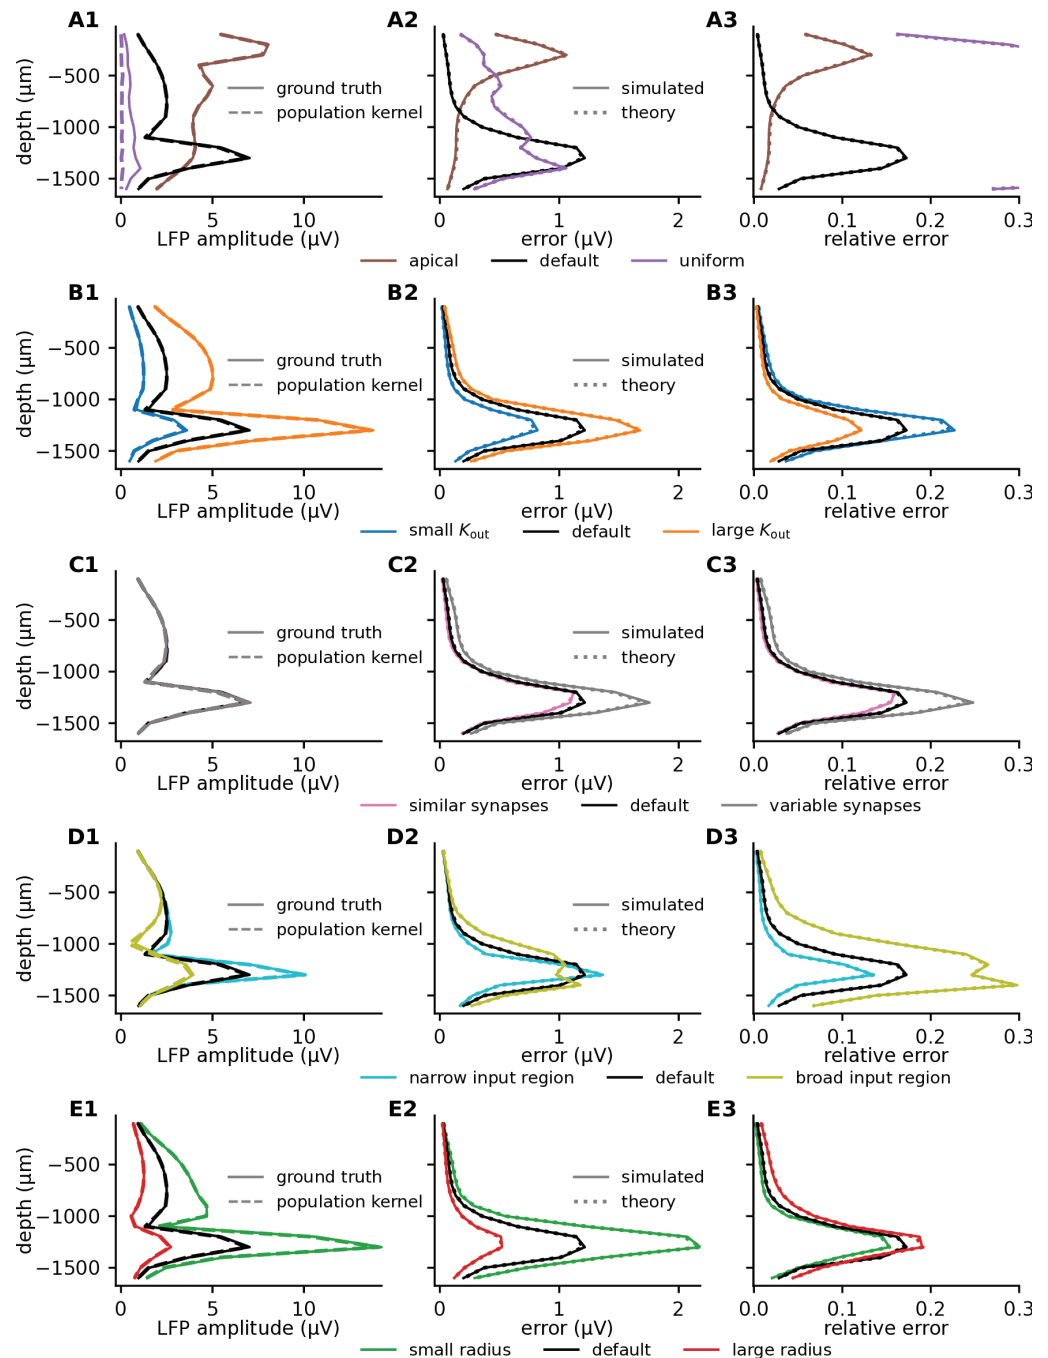 A1 A2 A3
depth (µm)
−500
−1000
−1500
ground truth
population kernel
simulated
theory
0 5 10 0 1 2 0.0 0.1 0.2 0.3
LFP amplitude (µV) error (µV) relative error
apical default uniform
B1 B2 B3
depth (µm)
−500
−1000
−1500
ground truth
population kernel
simulated
theory
0 5 10 0 1 2 0.0 0.1 0.2 0.3
LFP amplitude (µV) error (µV) relative error
small Kout default large Kout
C1 C2 C3
depth (µm)
−500
−1000
−1500
ground truth
population kernel
simulated
theory
0 5 10 0 1 2 0.0 0.1 0.2 0.3
LFP amplitude (µV) error (µV) relative error
similar synapses default variable synapses
D1 D2 D3
depth (µm)
−500
−1000
−1500
ground truth
population kernel
simulated
theory
0 5 10 0 1 2 0.0 0.1 0.2 0.3
LFP amplitude (µV) error (µV) relative error
narrow input region default broad input region
E1 E2 E3
depth (µm)
−500
−1000
−1500
ground truth
population kernel
simulated
theory
0 5 10 0 1 2 0.0 0.1 0.2 0.3
LFP amplitude (µV) error (µV) relative error
small radius default large radius